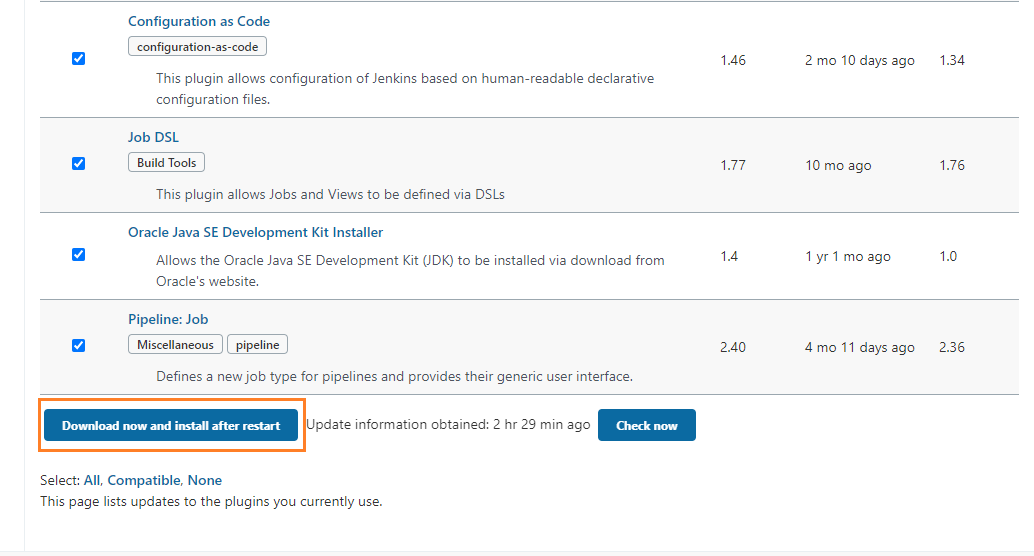 Configuration as Code
configuration-as-code
This plugin allows configuration of Jenkins based on human-readable declarative
configuration files.
1.46 2 mo 10 days ago 1.34
Job DSL
Build Tools
This plugin allows Jobs and Views to be defined via DSLs
1.77 10 mo ago 1.76
Oracle Java SE Development Kit Installer
Allows the Oracle Java SE Development Kit (JDK) to be installed via download from
Oracle's website.
1.4 1 yr 1 mo ago 1.0
Pipeline: Job
Miscellaneous pipeline
Defines a new job type for pipelines and provides their generic user interface.
2.40 4 mo 11 days ago 2.36
Download now and install after restart Update information obtained: 2 hr 29 min ago Check now
Select: All, Compatible, None
This page lists updates to the plugins you currently use.